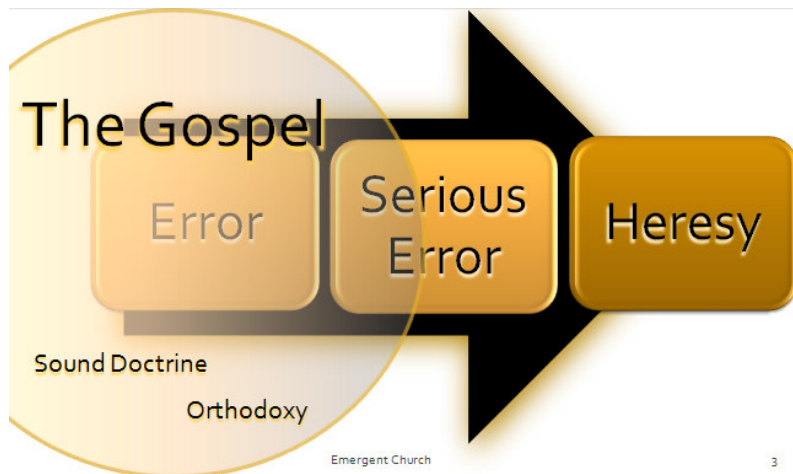 The Gospel
Error
Serious
Error
Heresy
Sound Doctrine
Orthodoxy
Emergent Church
3